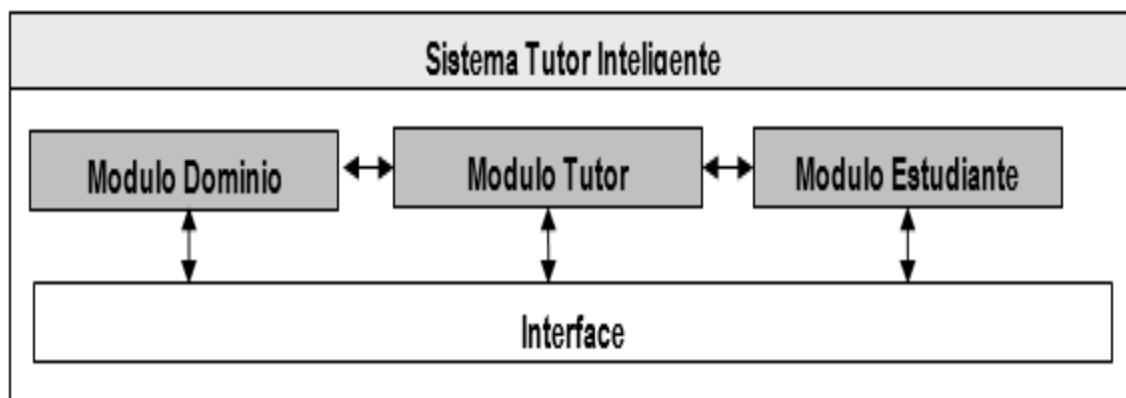 Sistema Tutor Inteligente
Modulo Dominio
Modulo Tutor
Modulo Estudiante
Interface